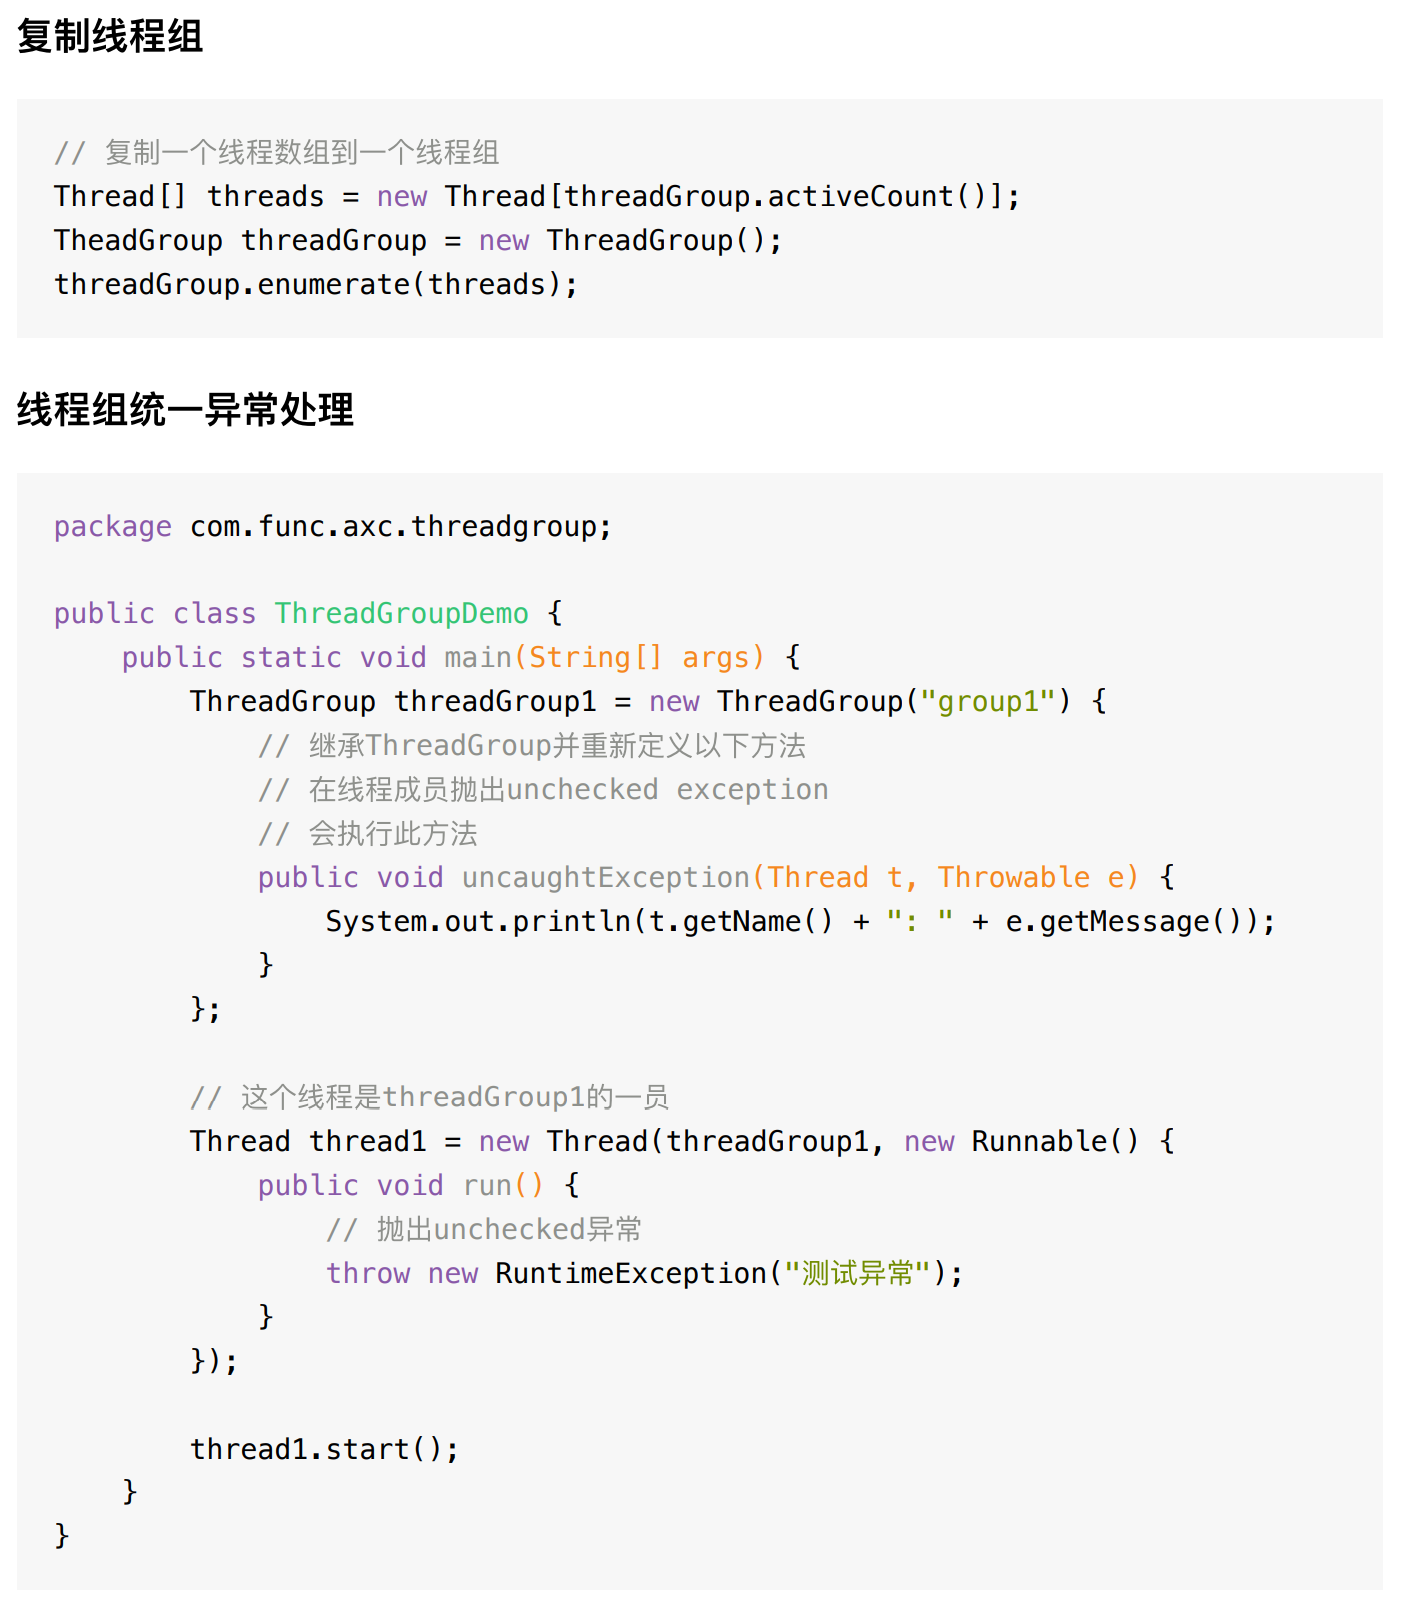 复制线程组
// 复制一个线程数组到一个线程组
Thread[] threads = new Thread[threadGroup.activeCount()];
TheadGroup threadGroup = new ThreadGroup();
threadGroup.enumerate(threads);
线程组统一异常处理
package com.func.axc.threadgroup;
public class ThreadGroupDemo {
    public static void main(String[] args) {
        ThreadGroup threadGroup1 = new ThreadGroup("group1") {
            // 继承ThreadGroup并重新定义以下方法
            // 在线程成员抛出unchecked exception
            // 会执行此方法
            public void uncaughtException(Thread t, Throwable e) {
                System.out.println(t.getName() + ": " + e.getMessage());
            }
        };
        // 这个线程是threadGroup1的一员
        Thread thread1 = new Thread(threadGroup1, new Runnable() {
            public void run() {
                // 抛出unchecked异常
                throw new RuntimeException("测试异常");
            }
        });
        thread1.start();
    }
}